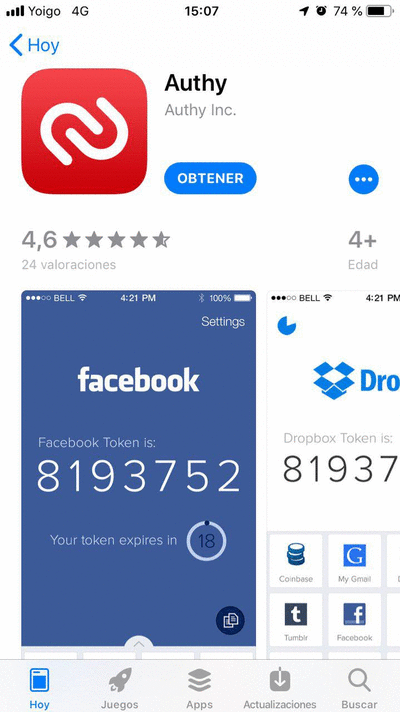 Yoigo 4G 15:07 74 %
Hoy
Authy
Authy Inc.
OBTENER
4,6
24 valoraciones
4+
Edad
BELL 4:21 PM 100%
Settings
facebook
Facebook Token is:
8193752
Your token expires in 18
BELL 4:21 PM
Dro
Dropbox Token is:
81937
Coinbase
G
My Gmail
D
t
Tumblr
f
Facebook
Hoy
Juegos
Apps
Actualizaciones
Buscar